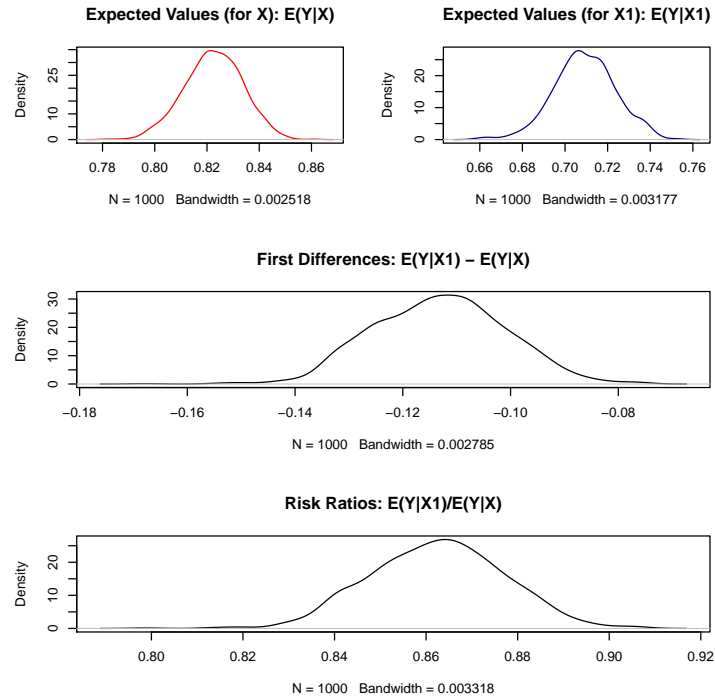 Expected Values (for X): E(Y|X)
Density
10
25
0.78 0.80 0.82 0.84 0.86
N = 1000 Bandwidth = 0.002518
Expected Values (for X1): E(Y|X1)
Density
0
10
20
0.66 0.68 0.70 0.72 0.74 0.76
N = 1000 Bandwidth = 0.003177
First Differences: E(Y|X1) − E(Y|X)
Density
0
10
20
30
−0.18 −0.16 −0.14 −0.12 −0.10 −0.08
N = 1000 Bandwidth = 0.002785
Risk Ratios: E(Y|X1)/E(Y|X)
Density
0
10
20
0.80 0.82 0.84 0.86 0.88 0.90 0.92
N = 1000 Bandwidth = 0.003318